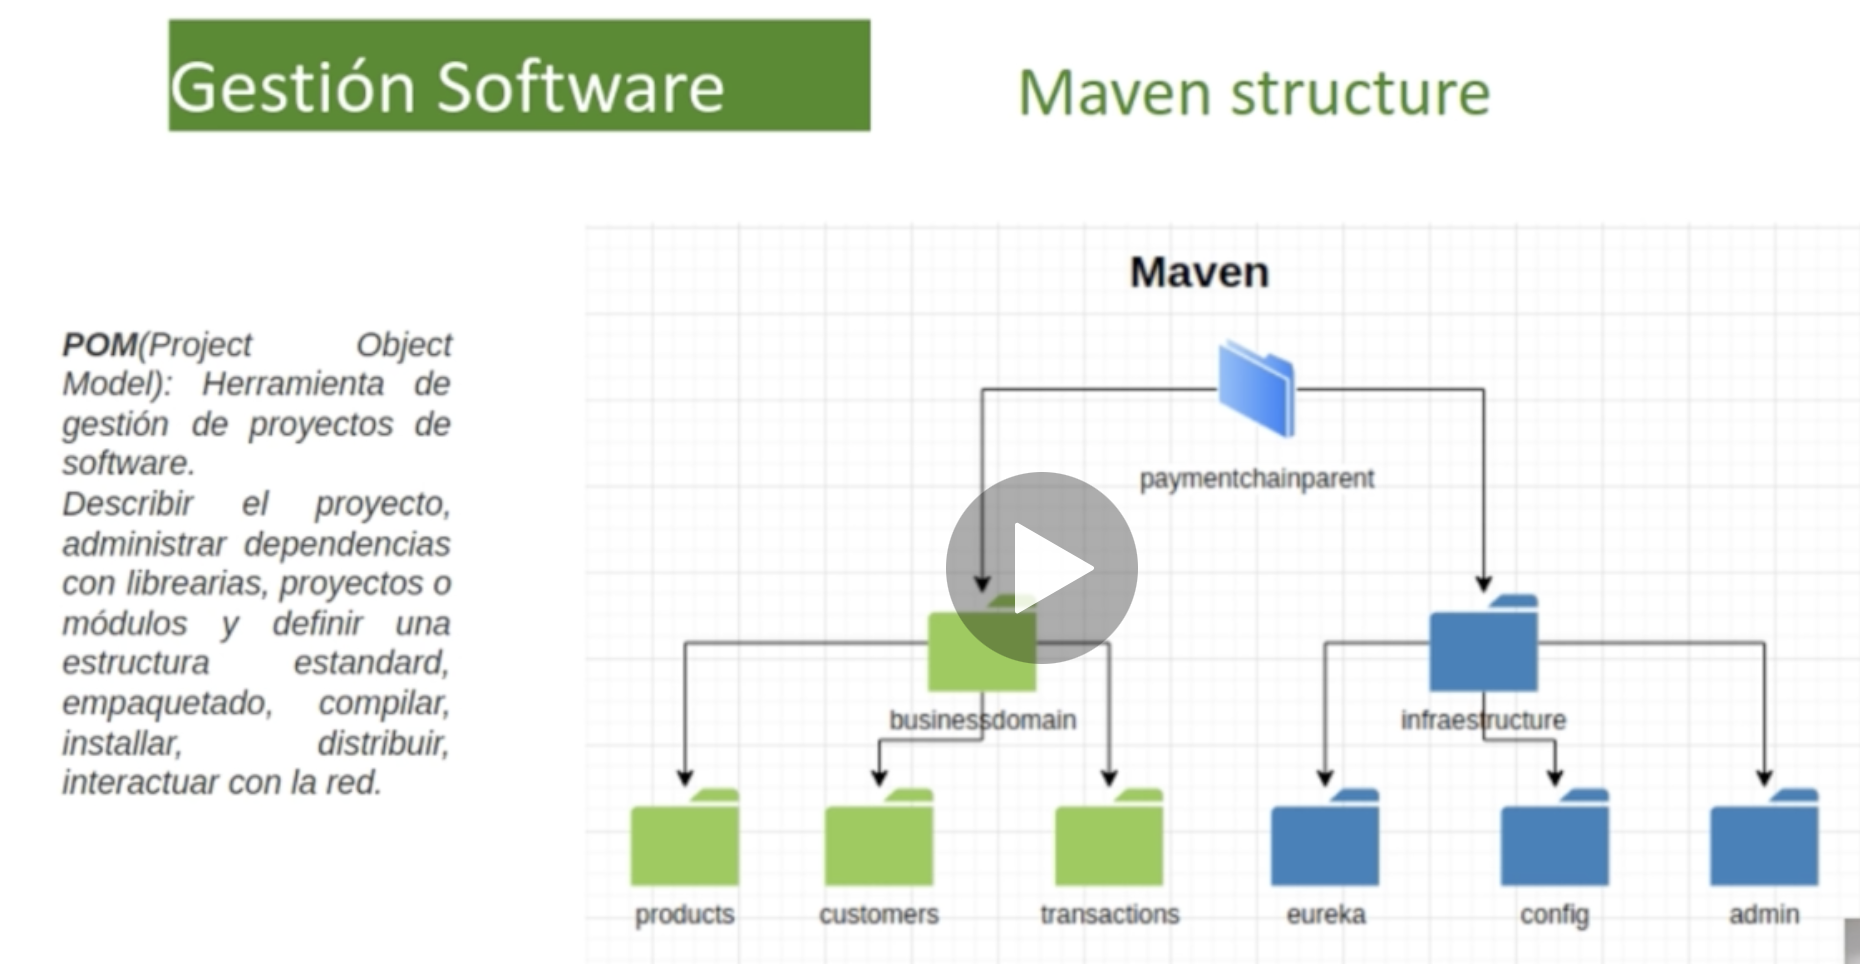 Gestión Software
Maven structure
POM(Project Object
Model): Herramienta de
gestión de proyectos de
software.
Describir el proyecto,
administrar dependencias
con librearias, proyectos o
módulos y definir una
estructura estandard,
empaquetado, compilar,
installar, distribuir,
interactuar con la red.
Maven
paymentchainparent
businessdomain
infraestructure
products
customers
transactions
eureka
config
admin